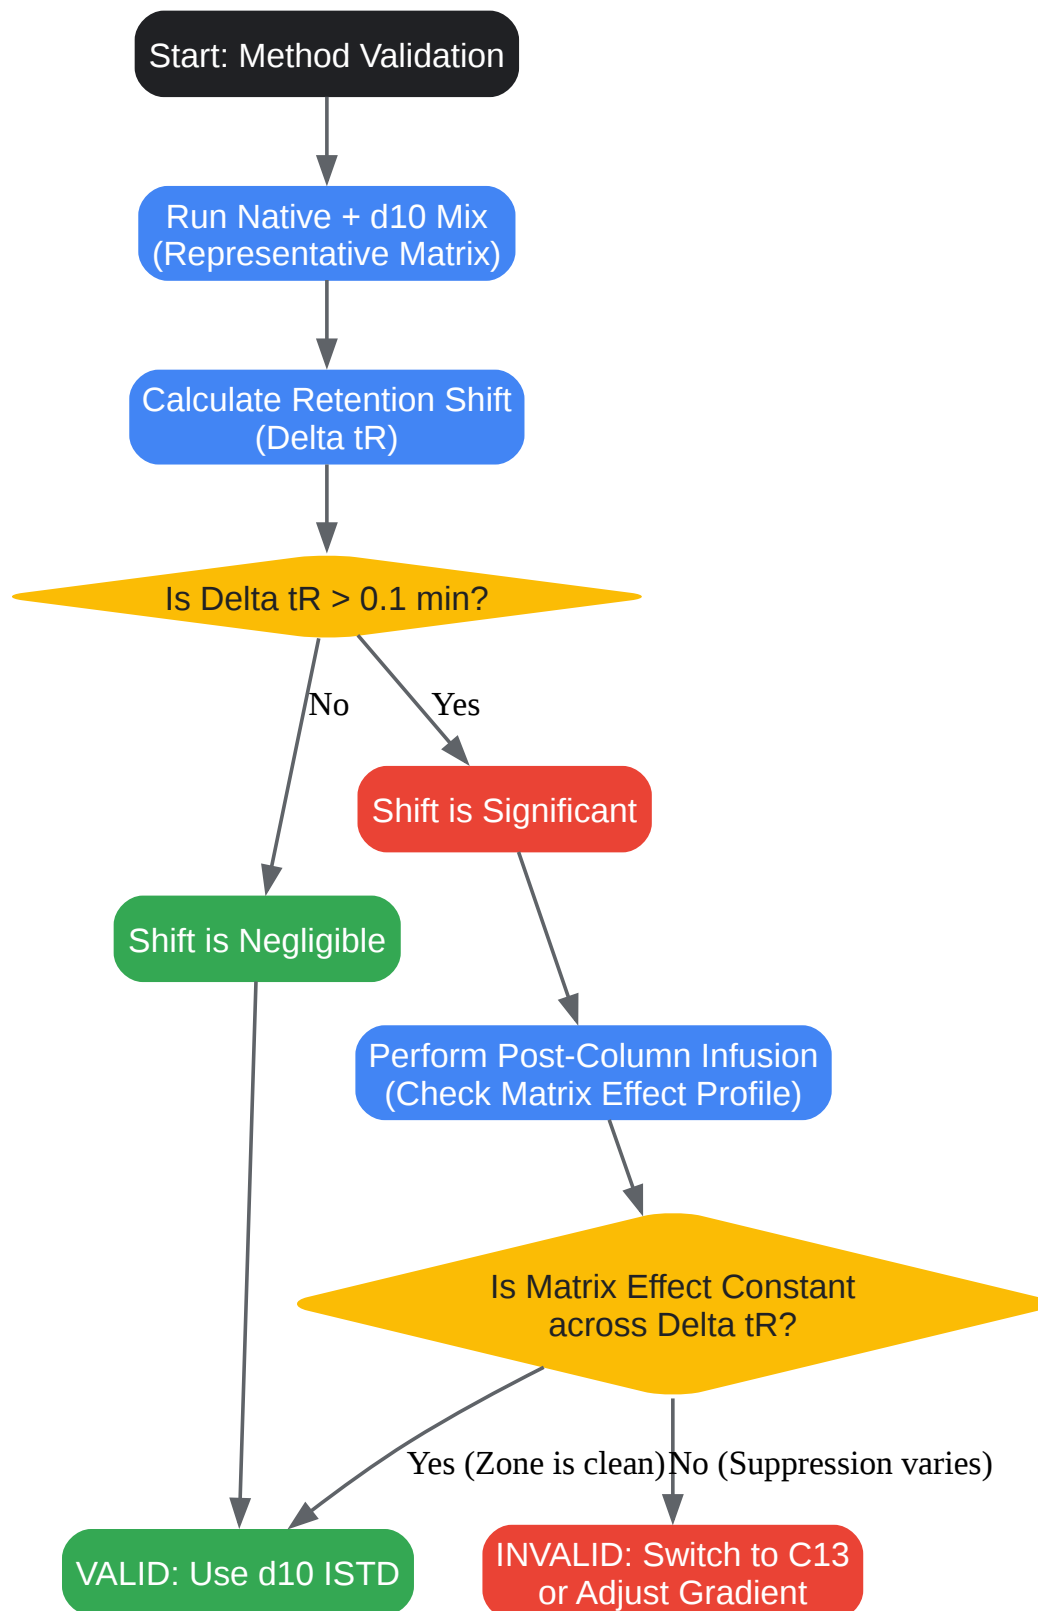 Start: Method Validation
Run Native + d10 Mix
(Representative Matrix)
Calculate Retention Shift
(Delta tR)
Is Delta tR > 0.1 min?
No
Yes
Shift is Significant
Shift is Negligible
Perform Post-Column Infusion
(Check Matrix Effect Profile)
Is Matrix Effect Constant
across Delta tR?
Yes (Zone is clean)
No (Suppression varies)
VALID: Use d10 ISTD
INVALID: Switch to C13
or Adjust Gradient